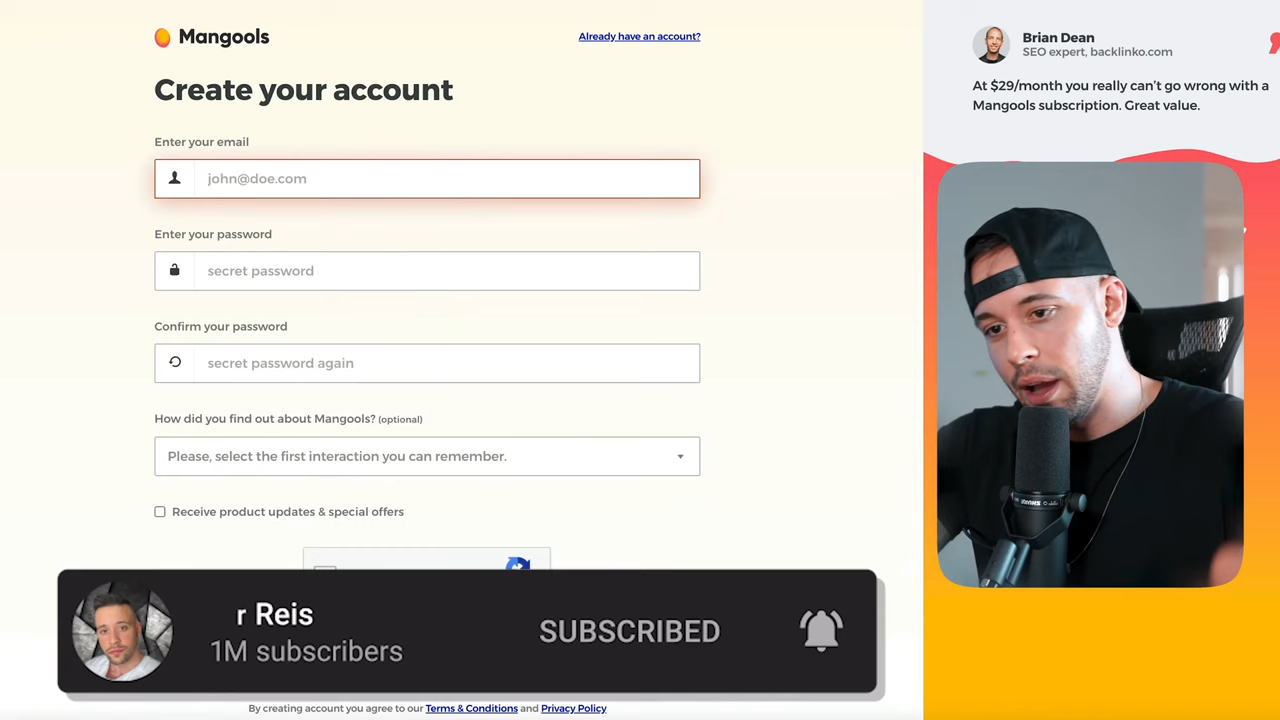 Mangools
Already have an account?
Create your account
Enter your email
john@doe.com
Enter your password
secret password
Confirm your password
secret password again
How did you find out about Mangools? (optional)
Please, select the first interaction you can remember.
Receive product updates & special offers
r Reis
1M subscribers
SUBSCRIBED
By creating account you agree to our Terms & Conditions and Privacy Policy
Brian Dean
SEO expert, backlinko.com
At $29/month you really can't go wrong with a
Mangools subscription. Great value.